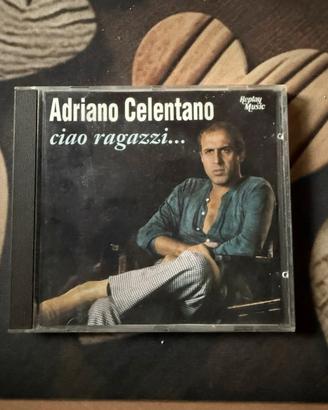 Adriano Celentano
Replay
Music
ciao ragazzi...